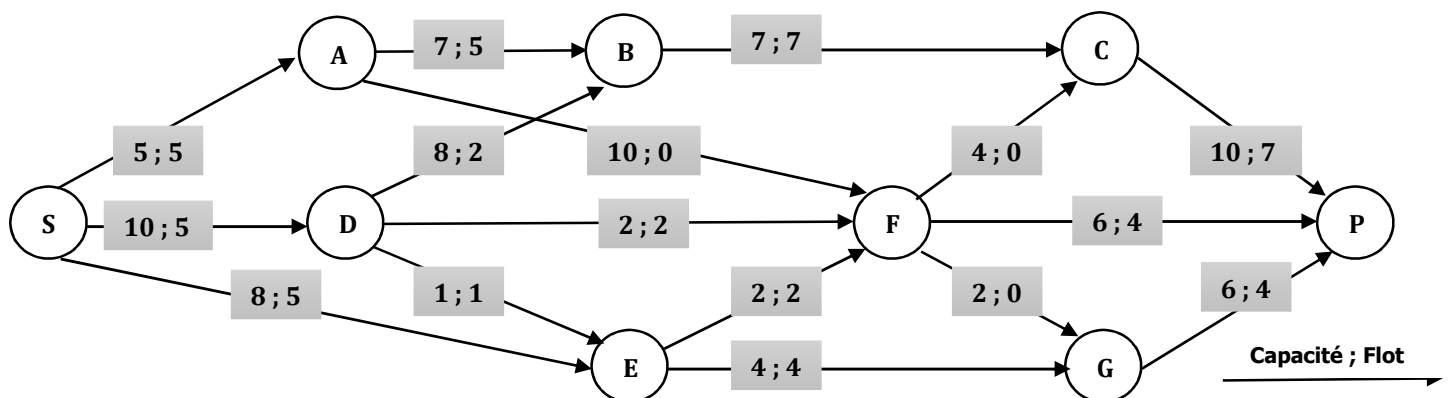 A
7 ; 5
B
7 ; 7
C
5 ; 5
8 ; 2
10 ; 0
4 ; 0
10 ; 7
S
10 ; 5
D
2 ; 2
F
6 ; 4
P
8 ; 5
1 ; 1
2 ; 2
2 ; 0
6 ; 4
E
4 ; 4
G
Capacité ; Flot